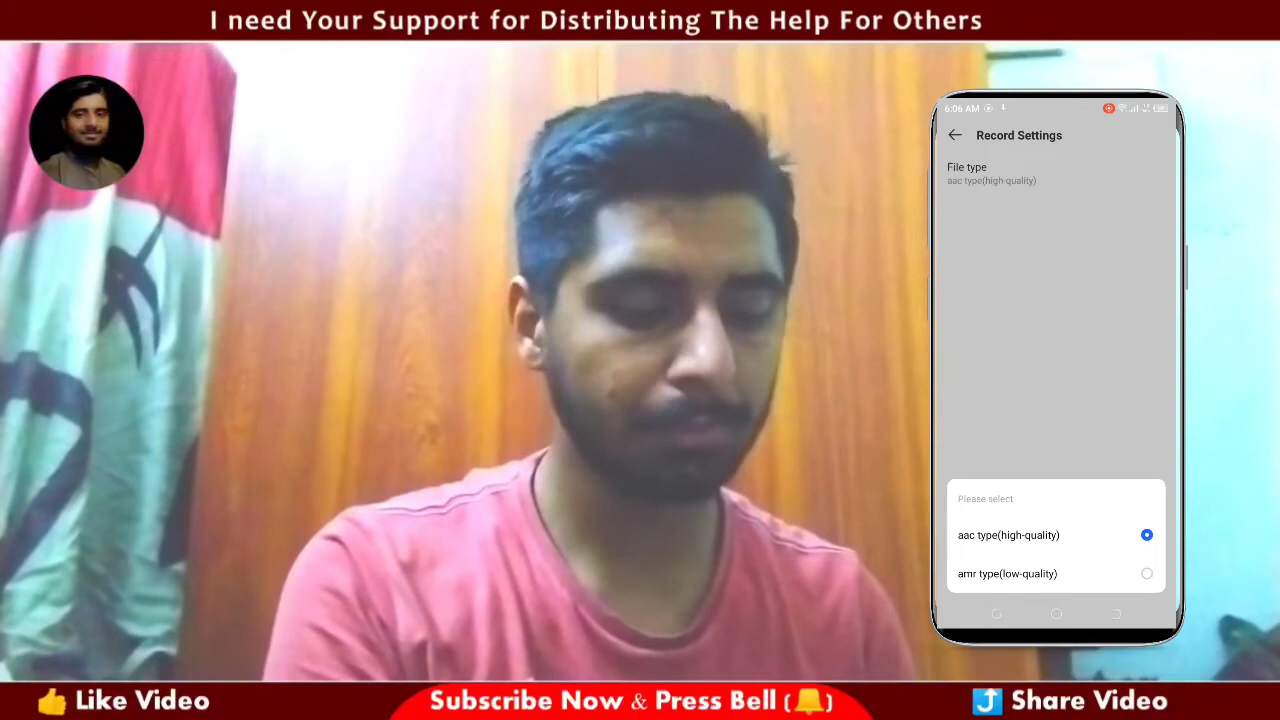 I need Your Support for Distributing The Help For Others
6:06 AM
Record Settings
File type
aac type(high-quality)
Please select
aac type(high-quality)
amr type(low-quality)
👍 Like Video
Subscribe Now & Press Bell (🔔)
⤴️ Share Video